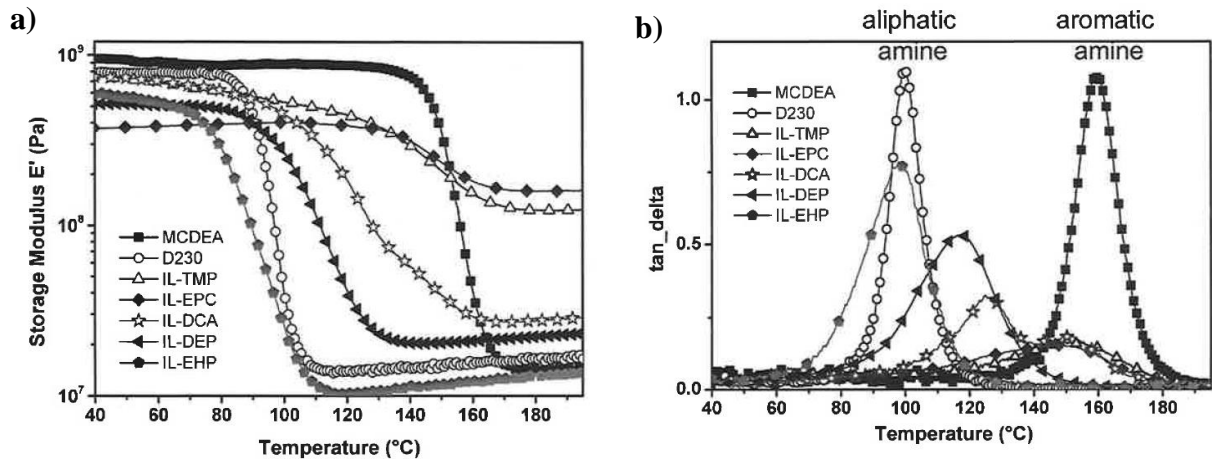 a)
Storage Modulus E' (Pa)
10⁹
10⁸
10⁷
MCDEA
D230
IL-TMP
IL-EPC
IL-DCA
IL-DEP
IL-EHP
40 60 80 100 120 140 160 180
Temperature (°C)
b)
aliphatic
amine
aromatic
amine
tan_delta
1.0
0.5
0.0
MCDEA
D230
IL-TMP
IL-EPC
IL-DCA
IL-DEP
IL-EHP
40 60 80 100 120 140 160 180
Temperature (°C)